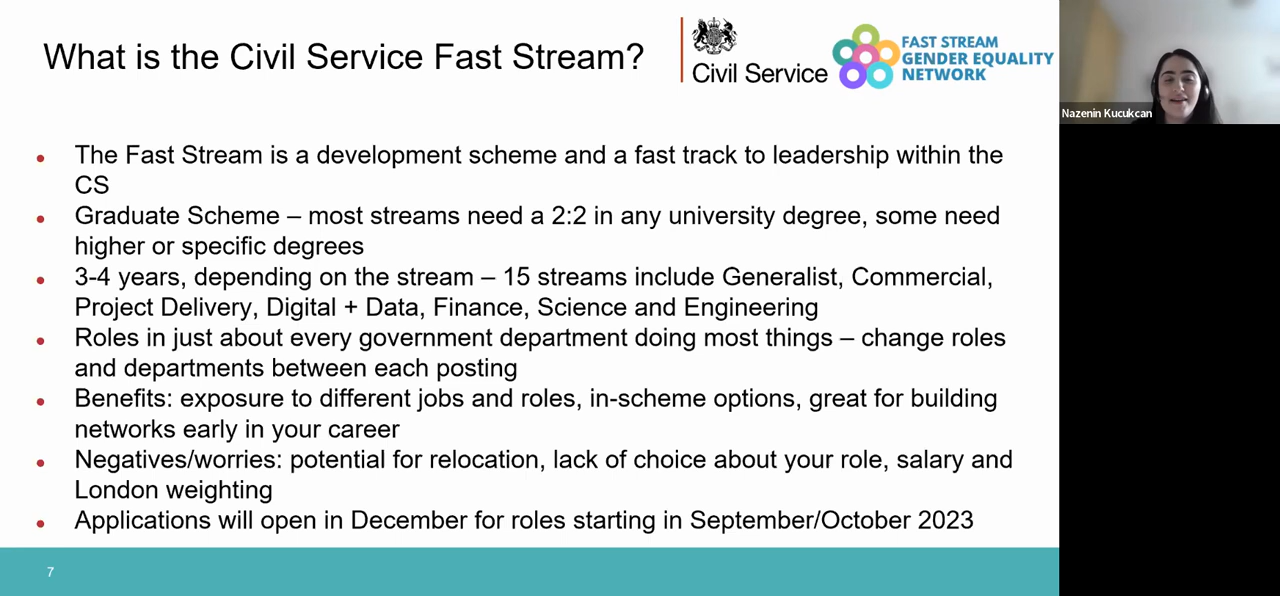 What is the Civil Service Fast Stream?
Civil Service
FAST STREAM
GENDER EQUALITY
NETWORK
Nazenin Kucukcan
• The Fast Stream is a development scheme and a fast track to leadership within the
CS
• Graduate Scheme – most streams need a 2:2 in any university degree, some need
higher or specific degrees
• 3-4 years, depending on the stream – 15 streams include Generalist, Commercial,
Project Delivery, Digital + Data, Finance, Science and Engineering
• Roles in just about every government department doing most things – change roles
and departments between each posting
• Benefits: exposure to different jobs and roles, in-scheme options, great for building
networks early in your career
• Negatives/worries: potential for relocation, lack of choice about your role, salary and
London weighting
• Applications will open in December for roles starting in September/October 2023
7